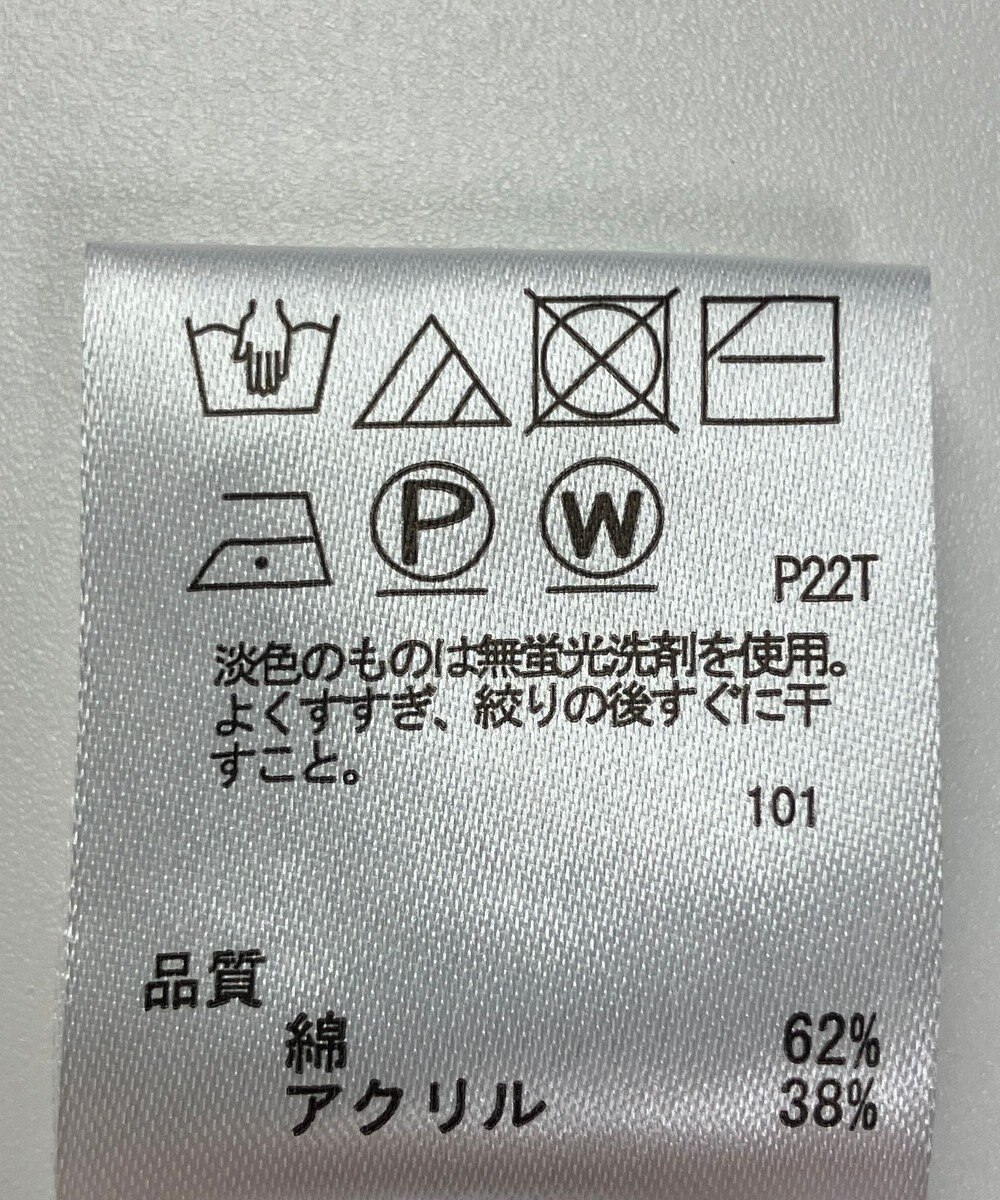 P W
P22T
淡色のものは無蛍光洗剤を使用。
よくすすぎ、絞りの後すぐに干
すこと。
101
品質
綿 62%
アクリル 38%